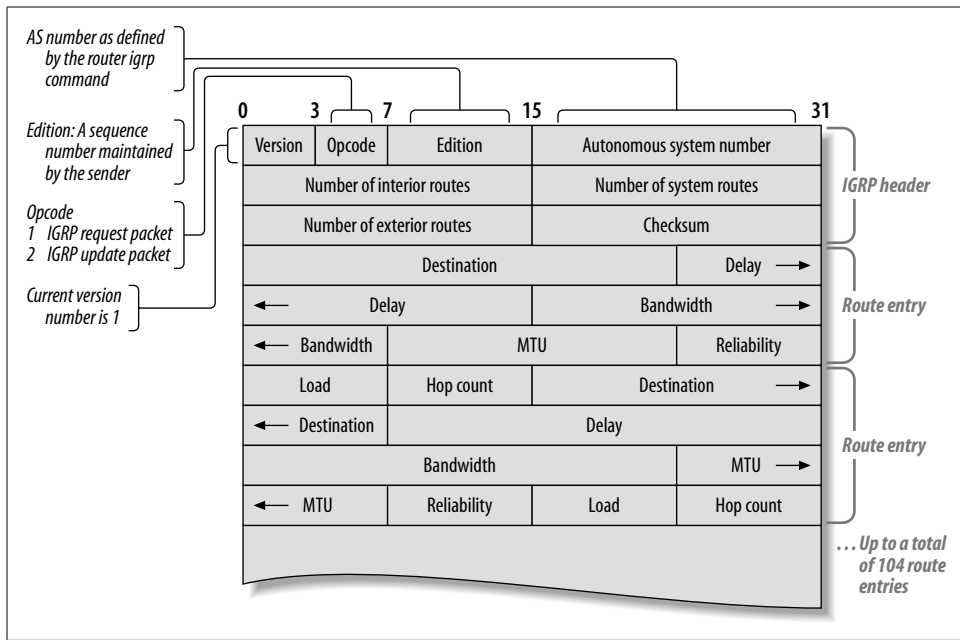 AS number as defined
by the router igrp
command
Edition: A sequence
number maintained
by the sender
Opcode
1 IGRP request packet
2 IGRP update packet
Current version
number is 1
0 3 7 15 31
Version Opcode Edition Autonomous system number
Number of interior routes Number of system routes
Number of exterior routes Checksum
IGRP header
Destination Delay
Delay Bandwidth
Bandwidth MTU Reliability
Route entry
Load Hop count Destination
Destination Delay
Bandwidth MTU
MTU Reliability Load Hop count
Route entry
... Up to a total
of 104 route
entries